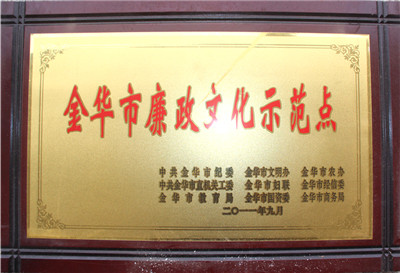 金华市廉政文化示范点
中共金华市纪委 金华市文明办 金华市农办
中共金华市直机关工委 金华市妇联 金华市经信委
金华市教育局 金华市国资委 金华市商务局
二〇一一年九月